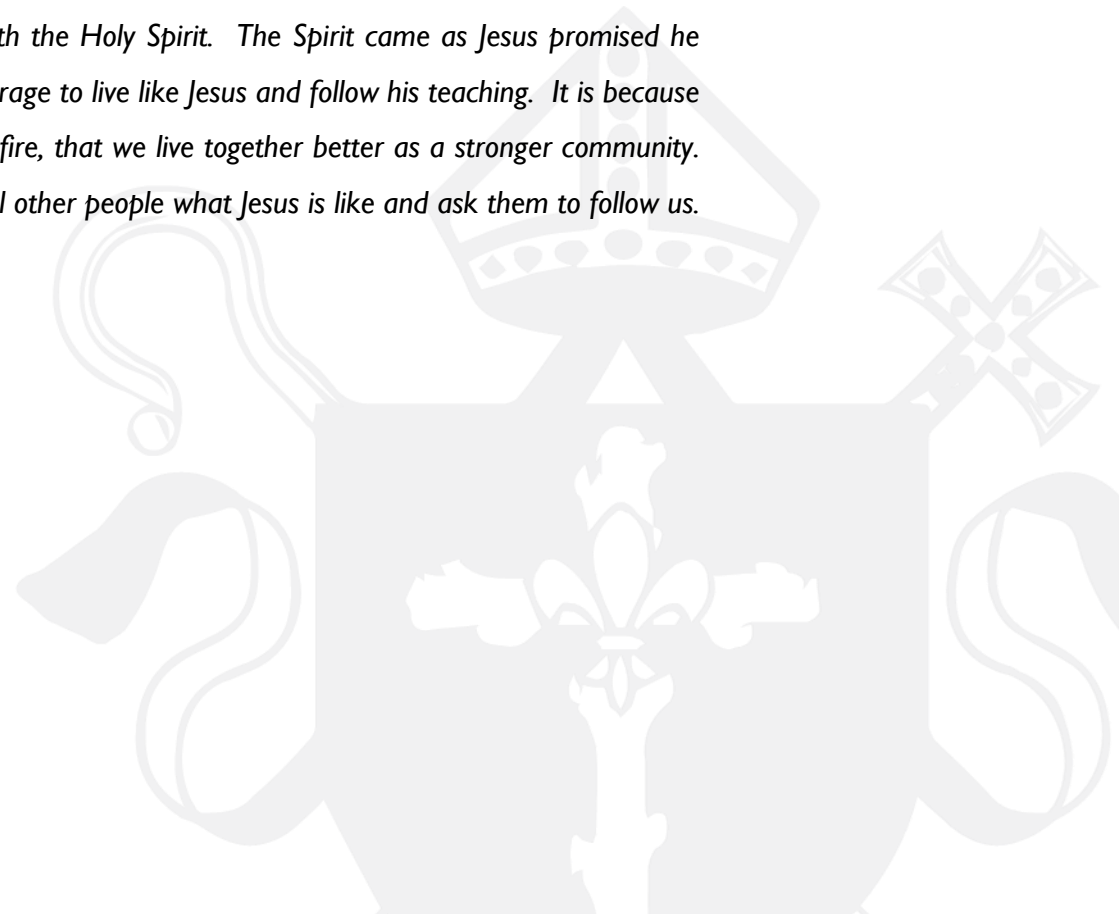 th the Holy Spirit. The Spirit came as Jesus promised he
rage to live like Jesus and follow his teaching. It is because
fire, that we live together better as a stronger community.
l other people what Jesus is like and ask them to follow us.